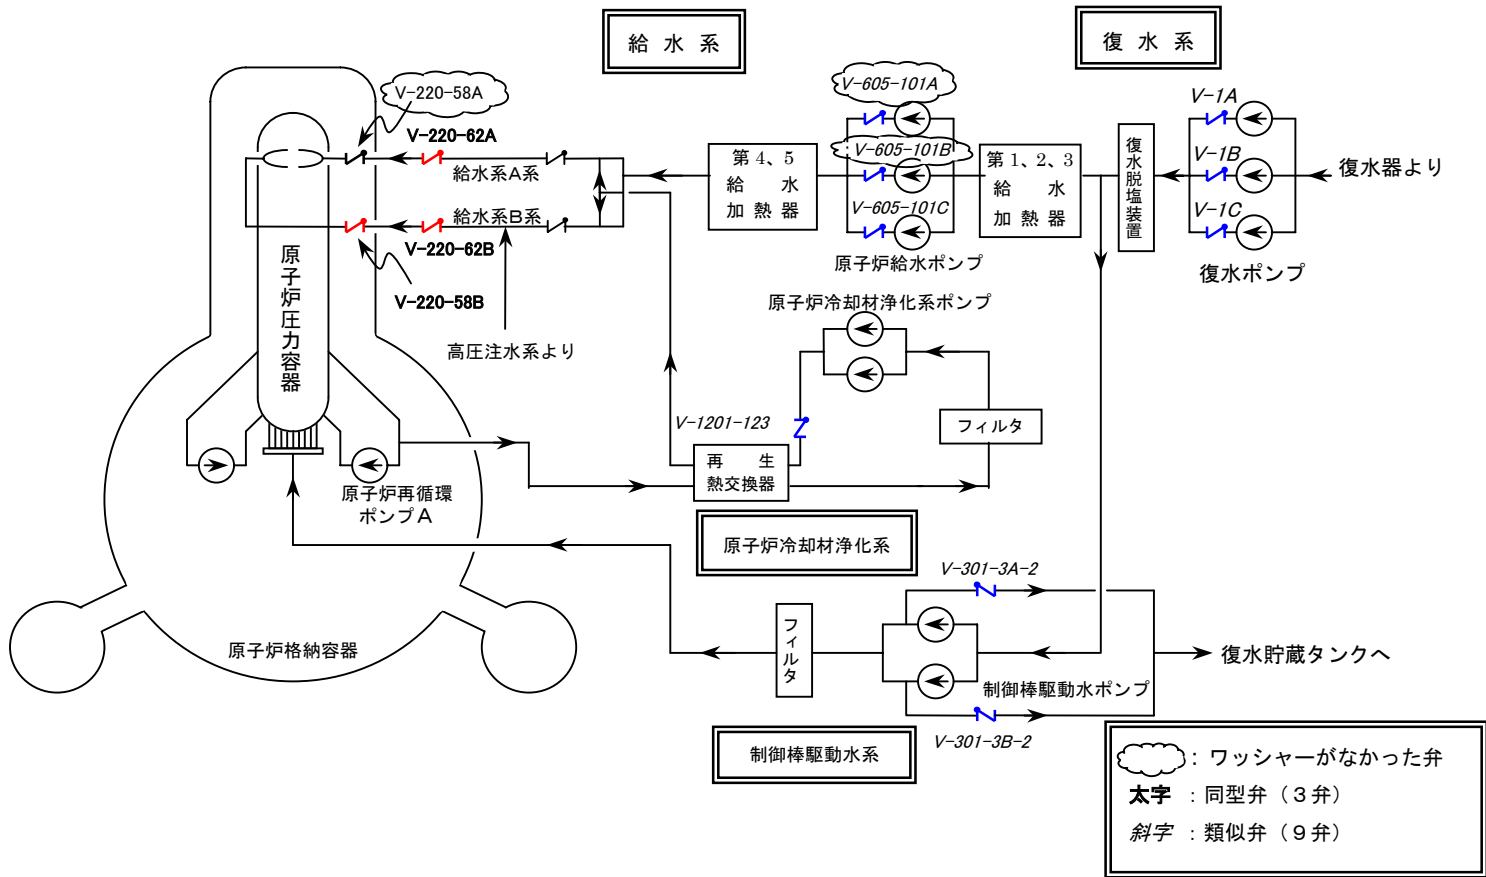 給 水 系
復 水 系
V-220-58A
V-220-62A
給水系A系
給水系B系
V-220-62B
V-220-58B
高圧注水系より
原子炉圧力容器
第４、５
給 水
加 熱 器
V-605-101A
V-605-101B
V-605-101C
原子炉給水ポンプ
第１、２、３
給 水
加 熱 器
復水脱塩装置
V-1A
V-1B
V-1C
復水ポンプ
復水器より
原子炉冷却材浄化系ポンプ
V-1201-123
フィルタ
再 生
熱交換器
原子炉再循環
ポンプA
原子炉冷却材浄化系
原子炉格納容器
フィルタ
V-301-3A-2
制御棒駆動水ポンプ
V-301-3B-2
復水貯蔵タンクへ
制御棒駆動水系
：ワッシャーがなかった弁
太字 ：同型弁（３弁）
斜字 ：類似弁（９弁）